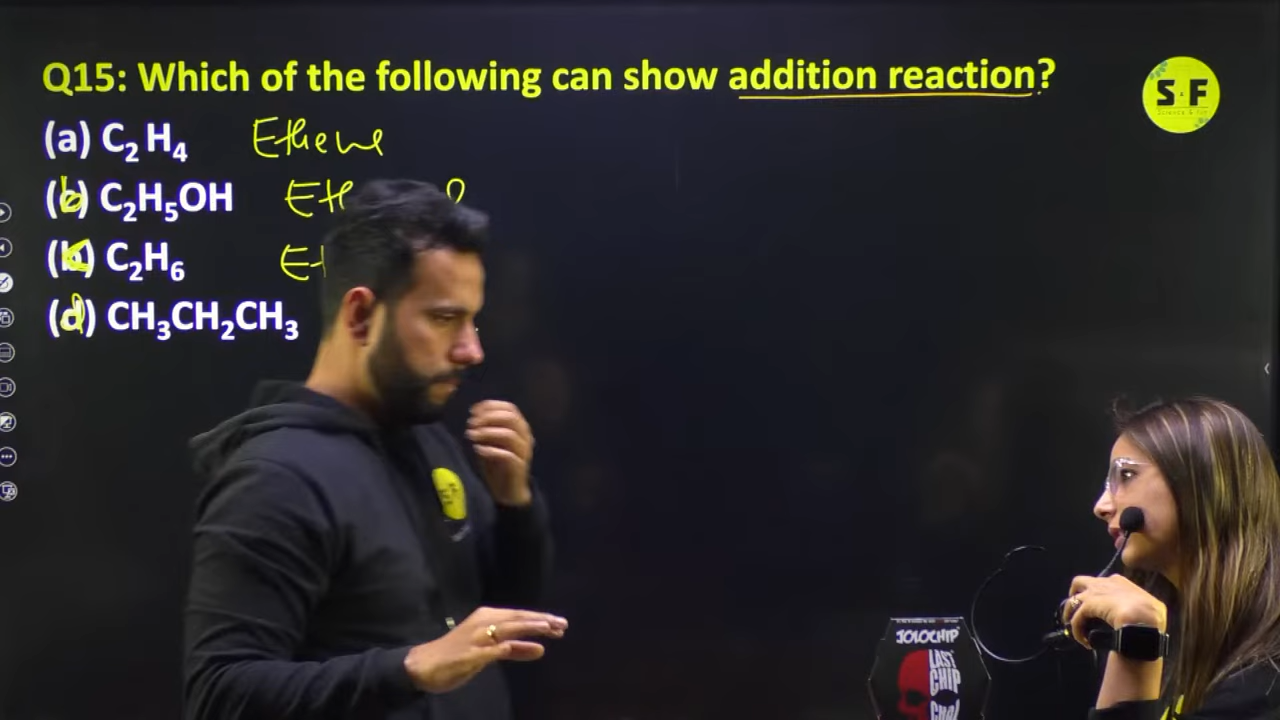 Q15: Which of the following can show addition reaction?
S F
(a) C₂H₄ Ethene
(b) C₂H₅OH
(c) C₂H₆
(d) CH₃CH₂CH₃
JOLOCHIP
LAST
CHIP